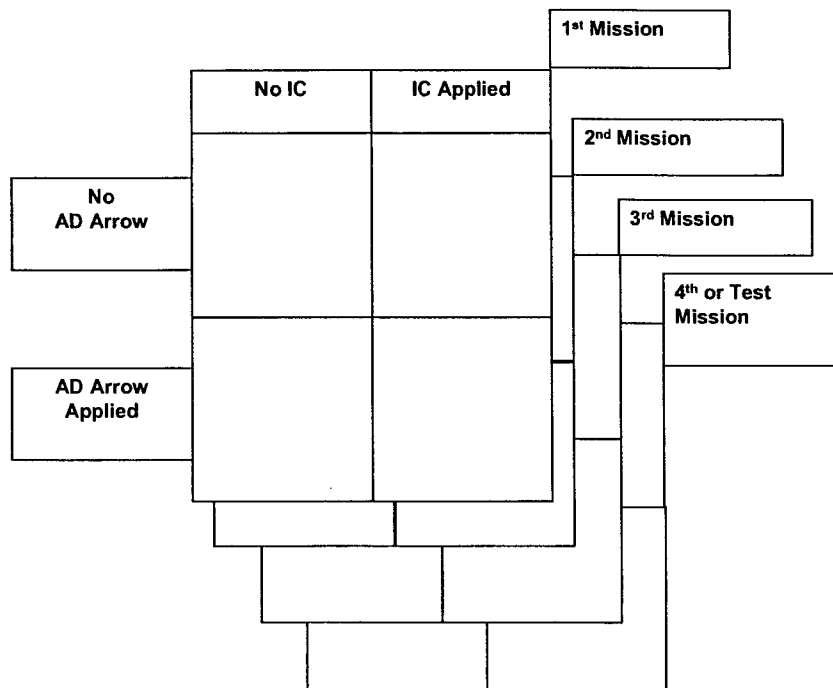 1st Mission
No IC
IC Applied
2nd Mission
No
AD Arrow
3rd Mission
4th or Test
Mission
AD Arrow
Applied